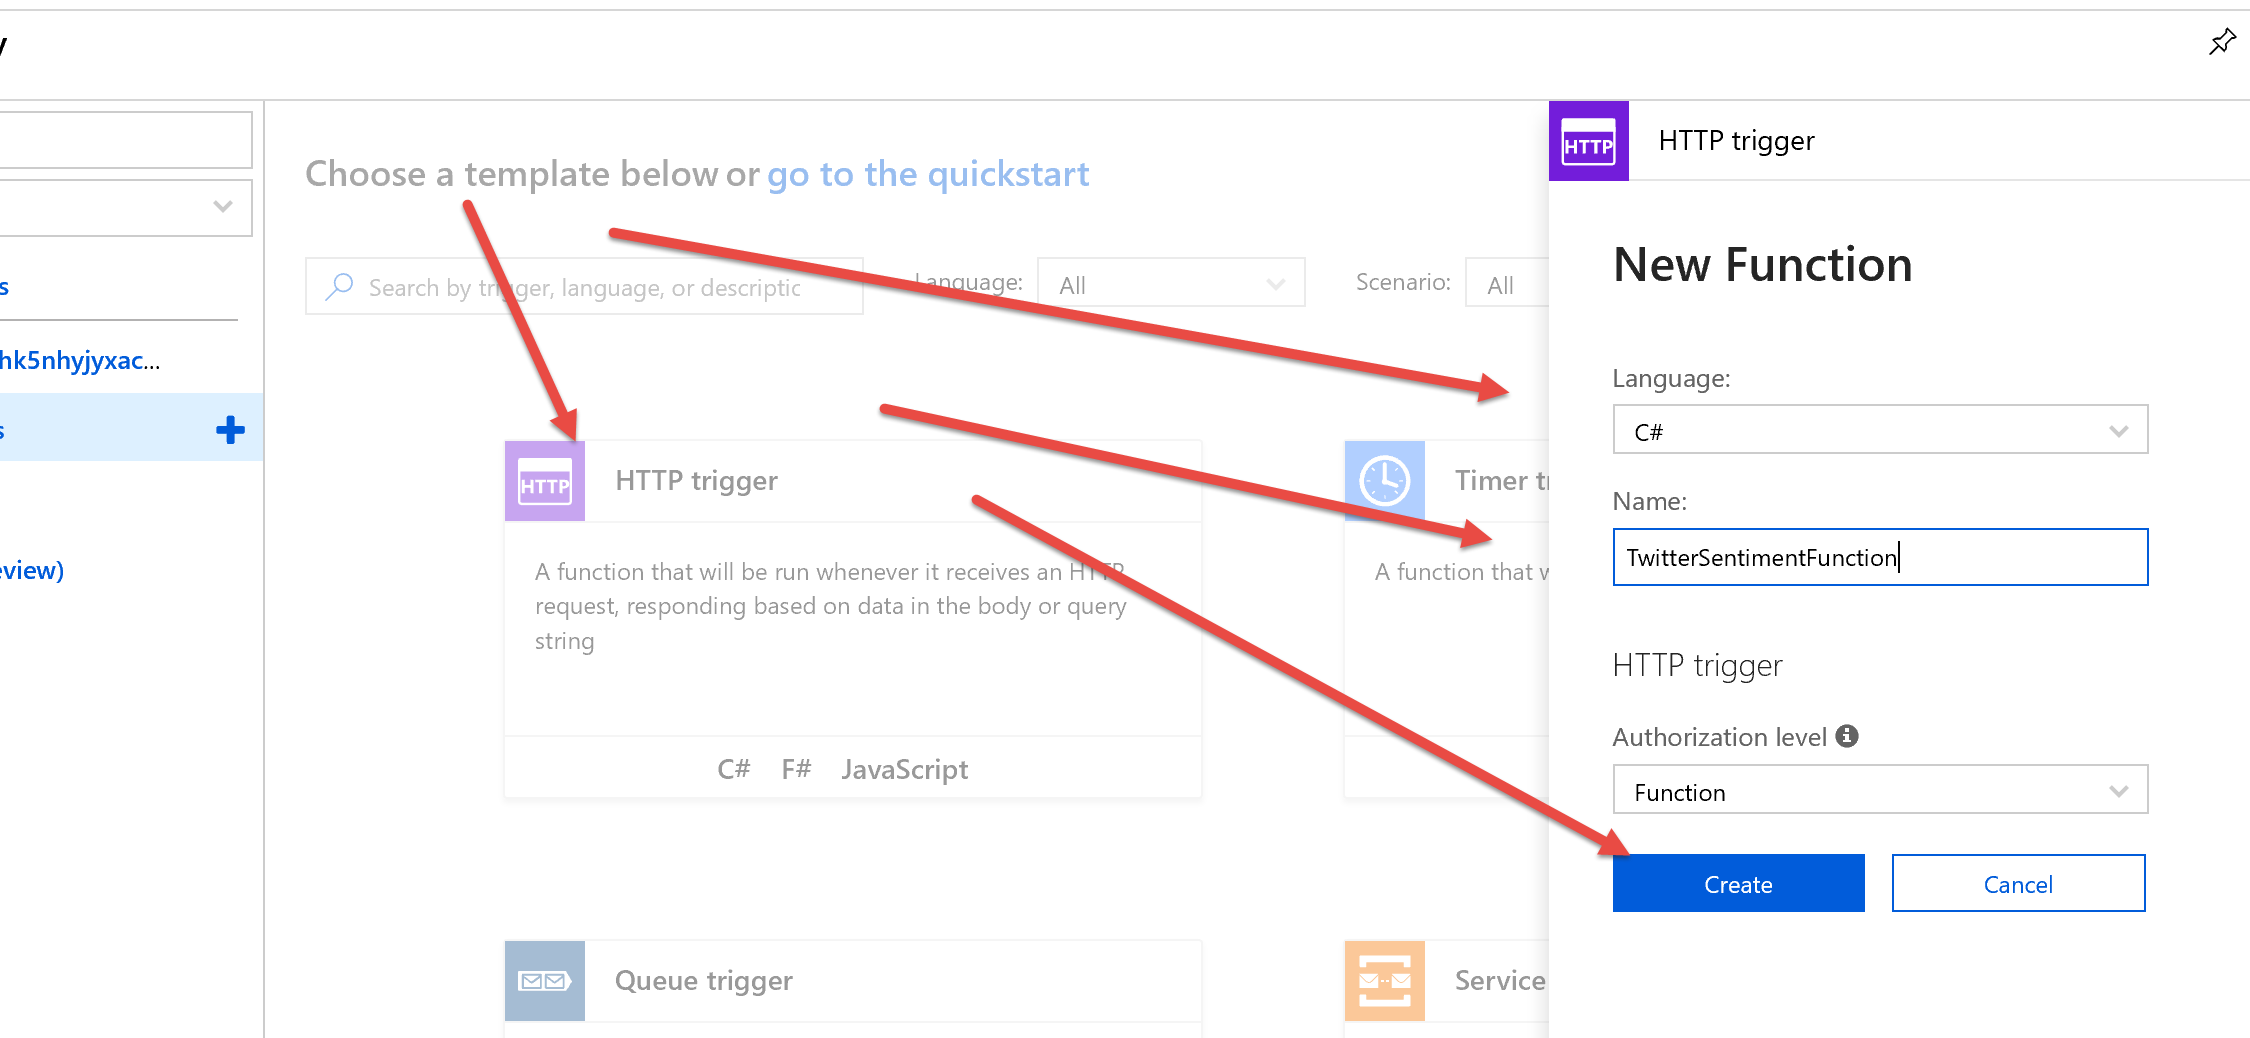 y
s
hk5nhyjyxac...
s
eview)
Choose a template below or go to the quickstart
Search by trigger, language, or descriptic
Language:
All
Scenario:
All
HTTP
HTTP trigger
A function that will be run whenever it receives an HTTP
request, responding based on data in the body or query
string
C# F# JavaScript
Timer tr
A function that w
Queue trigger
Service
HTTP
HTTP trigger
New Function
Language:
C#
Name:
TwitterSentimentFunction
HTTP trigger
Authorization level
Function
Create
Cancel